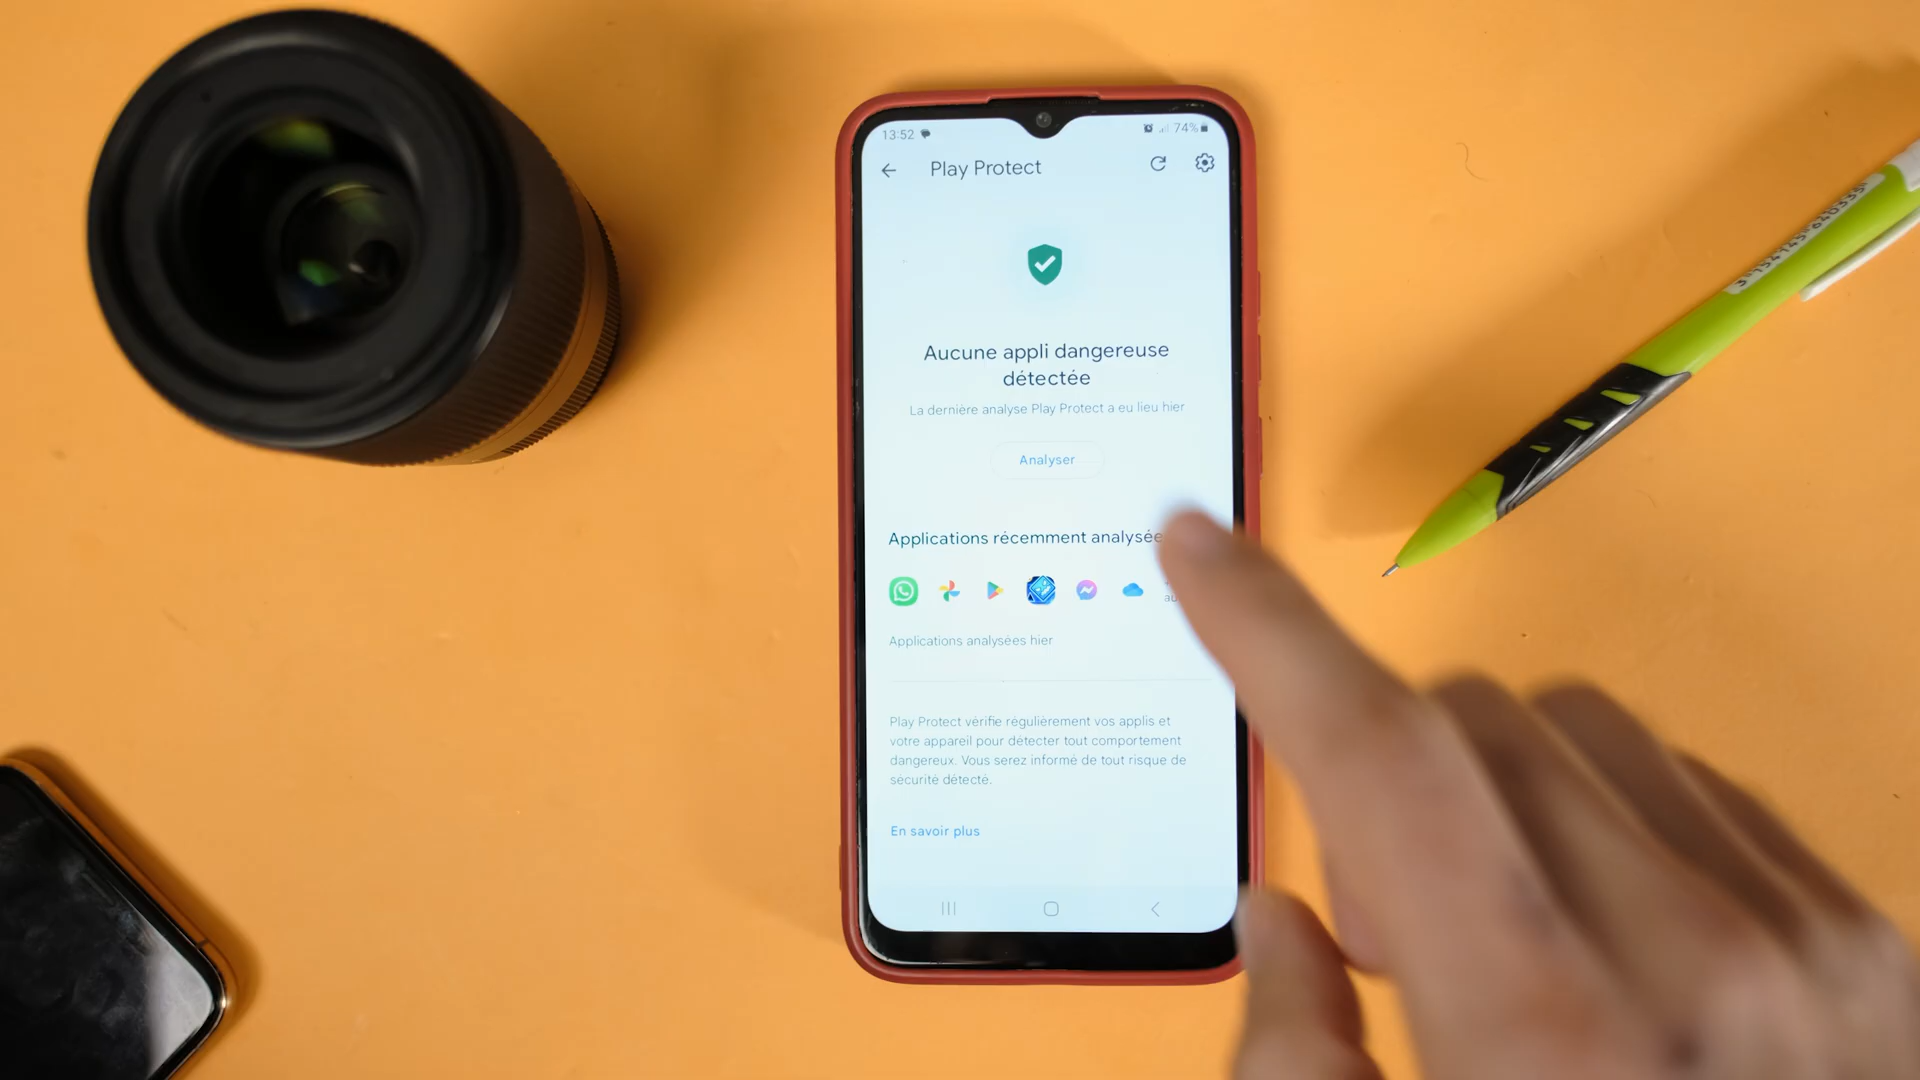 13:52
74%
Play Protect
Aucune appli dangereuse
détectée
La dernière analyse Play Protect a eu lieu hier
Analyser
Applications récemment analysée
Applications analysées hier
Play Protect vérifie régulièrement vos applis et
votre appareil pour détecter tout comportement
dangereux. Vous serez informé de tout risque de
sécurité détecté.
En savoir plus